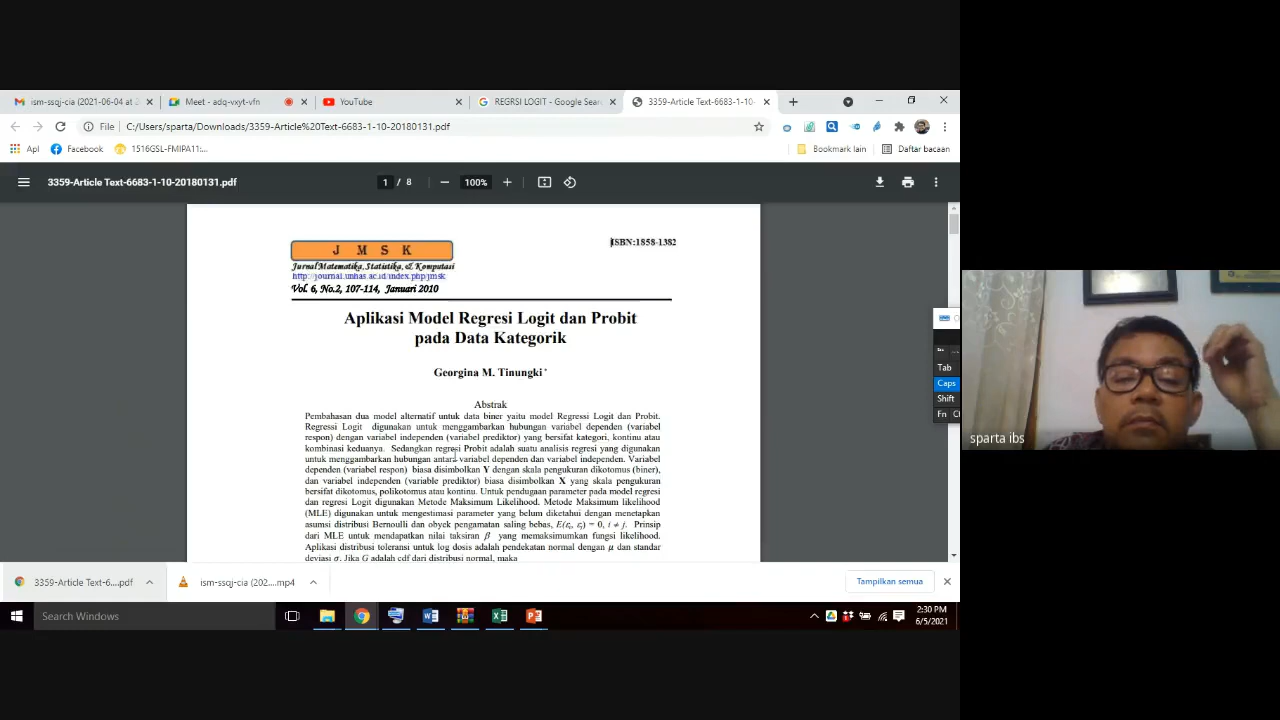 ism-ssqj-cia (2021-06-04 at 2
Meet - adq-vxyt-vfn
YouTube
REGRSI LOGIT - Google Sear
3359-Article Text-6683-1-10-
File
C:/Users/sparta/Downloads/3359-Article%20Text-6683-1-10-20180131.pdf
Apl
Facebook
1516GSL-FMIPA11:...
Bookmark lain
Daftar bacaan
3359-Article Text-6683-1-10-20180131.pdf
1 / 8
100%
J M S K
ISBN:1858-1382
Jurnal Matematika, Statistika, & Komputasi
http://journal.unhas.ac.id/index.php/jmsk
Vol. 6, No.2, 107-114, Januari 2010
Aplikasi Model Regresi Logit dan Probit
pada Data Kategorik
Georgina M. Tinungki *
Abstrak
Pembahasan dua model alternatif untuk data biner yaitu model Regressi Logit dan Probit.
Regressi Logit digunakan untuk menggambarkan hubungan variabel dependen (variabel
respon) dengan variabel independen (variabel prediktor) yang bersifat kategori, kontinu atau
kombinasi keduanya. Sedangkan regresi Probit adalah suatu analisis regresi yang digunakan
untuk menggambarkan hubungan antara variabel dependen dan variabel independen. Variabel
dependen (variabel respon) biasa disimbolkan Y dengan skala pengukuran dikotomus (biner),
dan variabel independen (variable prediktor) biasa disimbolkan X yang skala pengukuran
bersifat dikotomus, polikotomus atau kontinu. Untuk pendugaan parameter pada model regresi
dan regresi Logit digunakan Metode Maksimum Likelihood. Metode Maksimum likelihood
(MLE) digunakan untuk mengestimasi parameter yang belum diketahui dengan menetapkan
asumsi distribusi Bernoulli dan obyek pengamatan saling bebas, E(εi, εj) = 0, i ≠ j. Prinsip
dari MLE untuk mendapatkan nilai taksiran β yang memaksimumkan fungsi likelihood.
Aplikasi distribusi toleransi untuk log dosis adalah pendekatan normal dengan μ dan standar
deviasi σ. Jika G adalah cdf dari distribusi normal, maka
Tab
Caps
Shift
Fn
sparta ibs
3359-Article Text-6....pdf
ism-ssqj-cia (202....mp4
Tampilkan semua
Search Windows
2:30 PM
6/5/2021